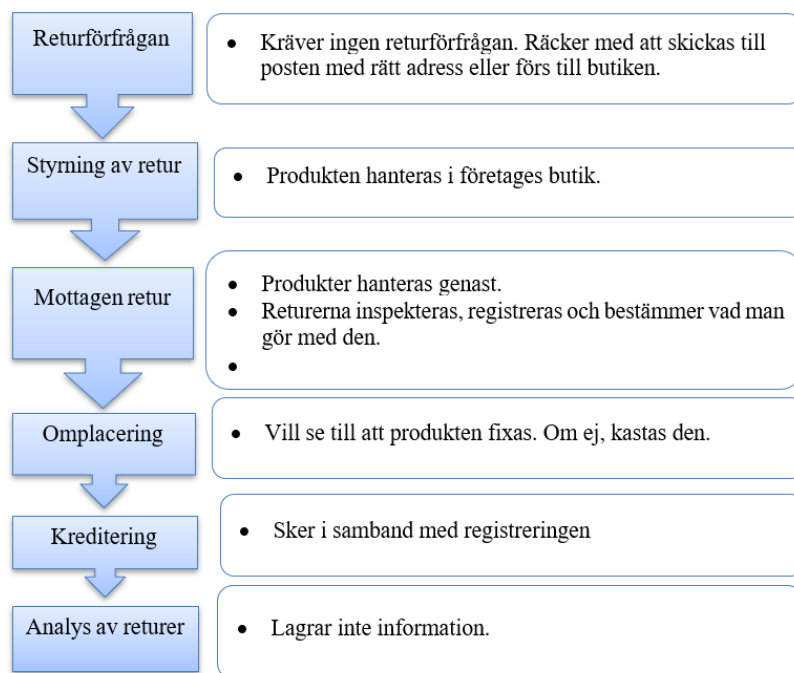 Returförfrågan
• Kräver ingen returförfrågan. Räcker med att skickas till
posten med rätt adress eller förs till butiken.
Styrning av retur
• Produkten hanteras i företages butik.
Mottagen retur
• Produkter hanteras genast.
• Returerna inspekteras, registreras och bestämmer vad man
gör med den.
•
Omplacering
• Vill se till att produkten fixas. Om ej, kastas den.
Kreditering
• Sker i samband med registreringen
Analys av returer
• Lagrar inte information.